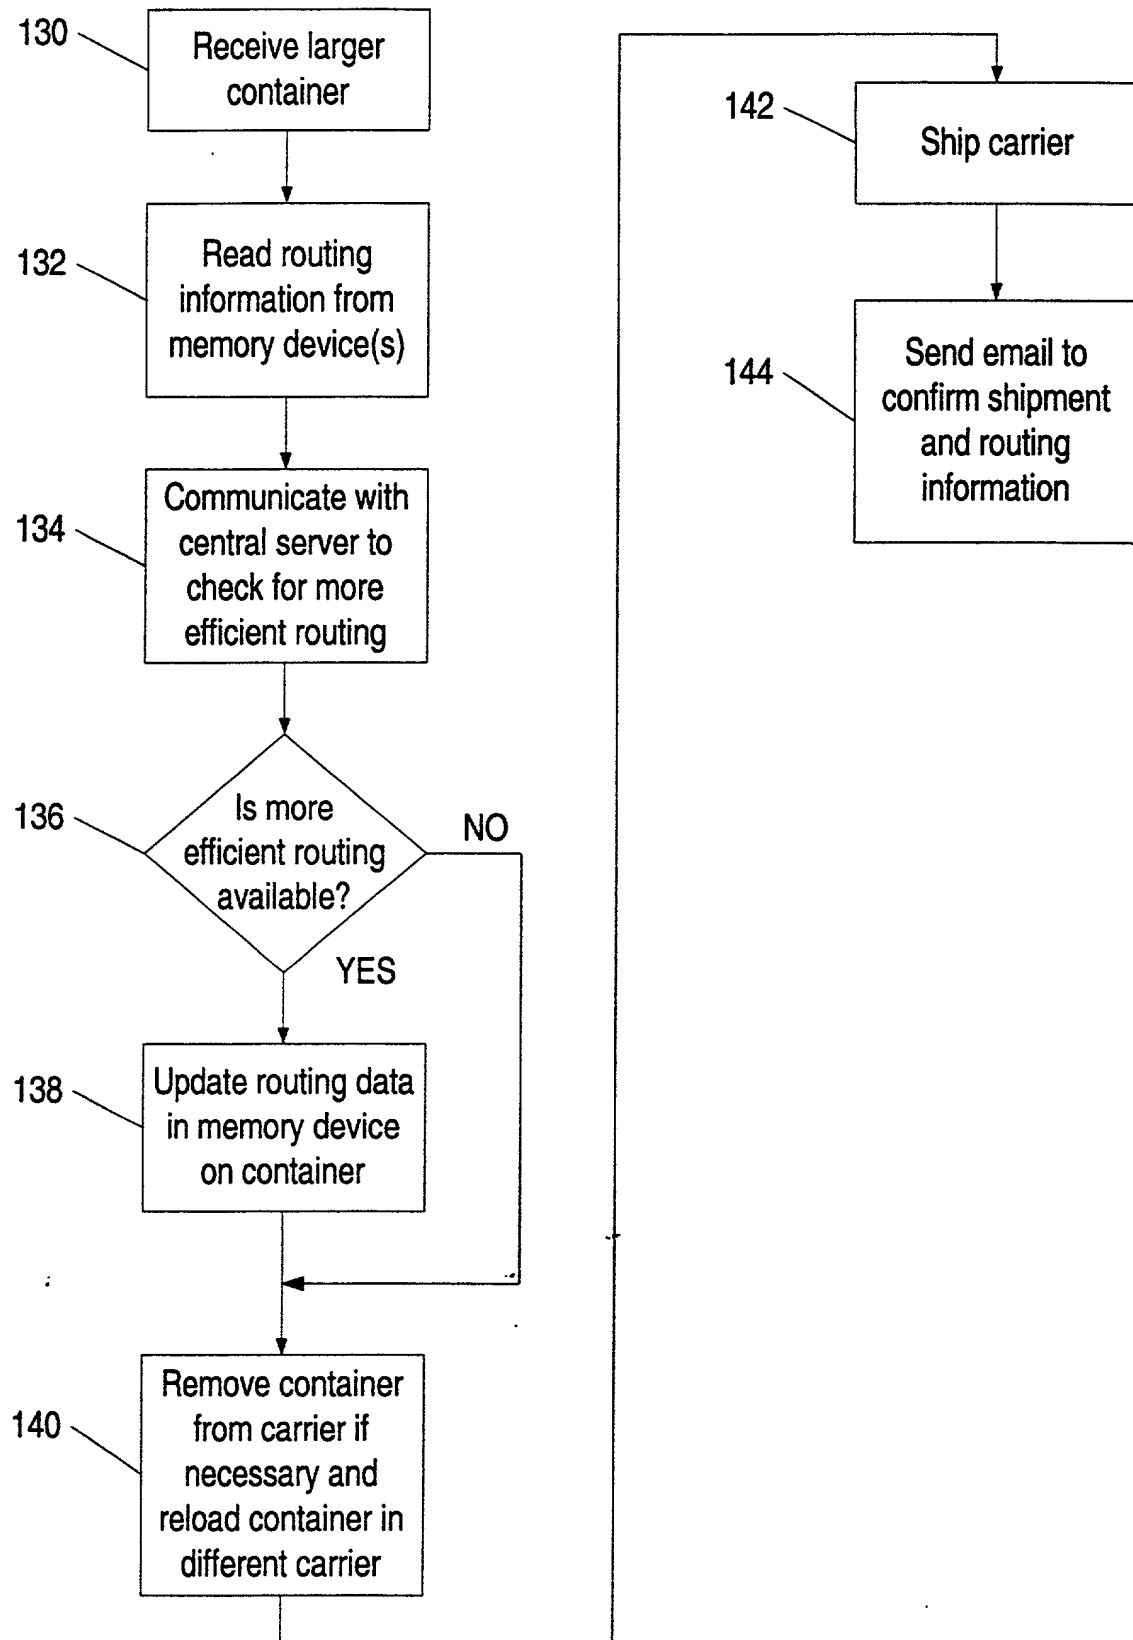 130
Receive larger
container
132
Read routing
information from
memory device(s)
134
Communicate with
central server to
check for more
efficient routing
136
Is more
efficient routing
available?
NO
YES
138
Update routing data
in memory device
on container
140
Remove container
from carrier if
necessary and
reload container in
different carrier
142
Ship carrier
144
Send email to
confirm shipment
and routing
information